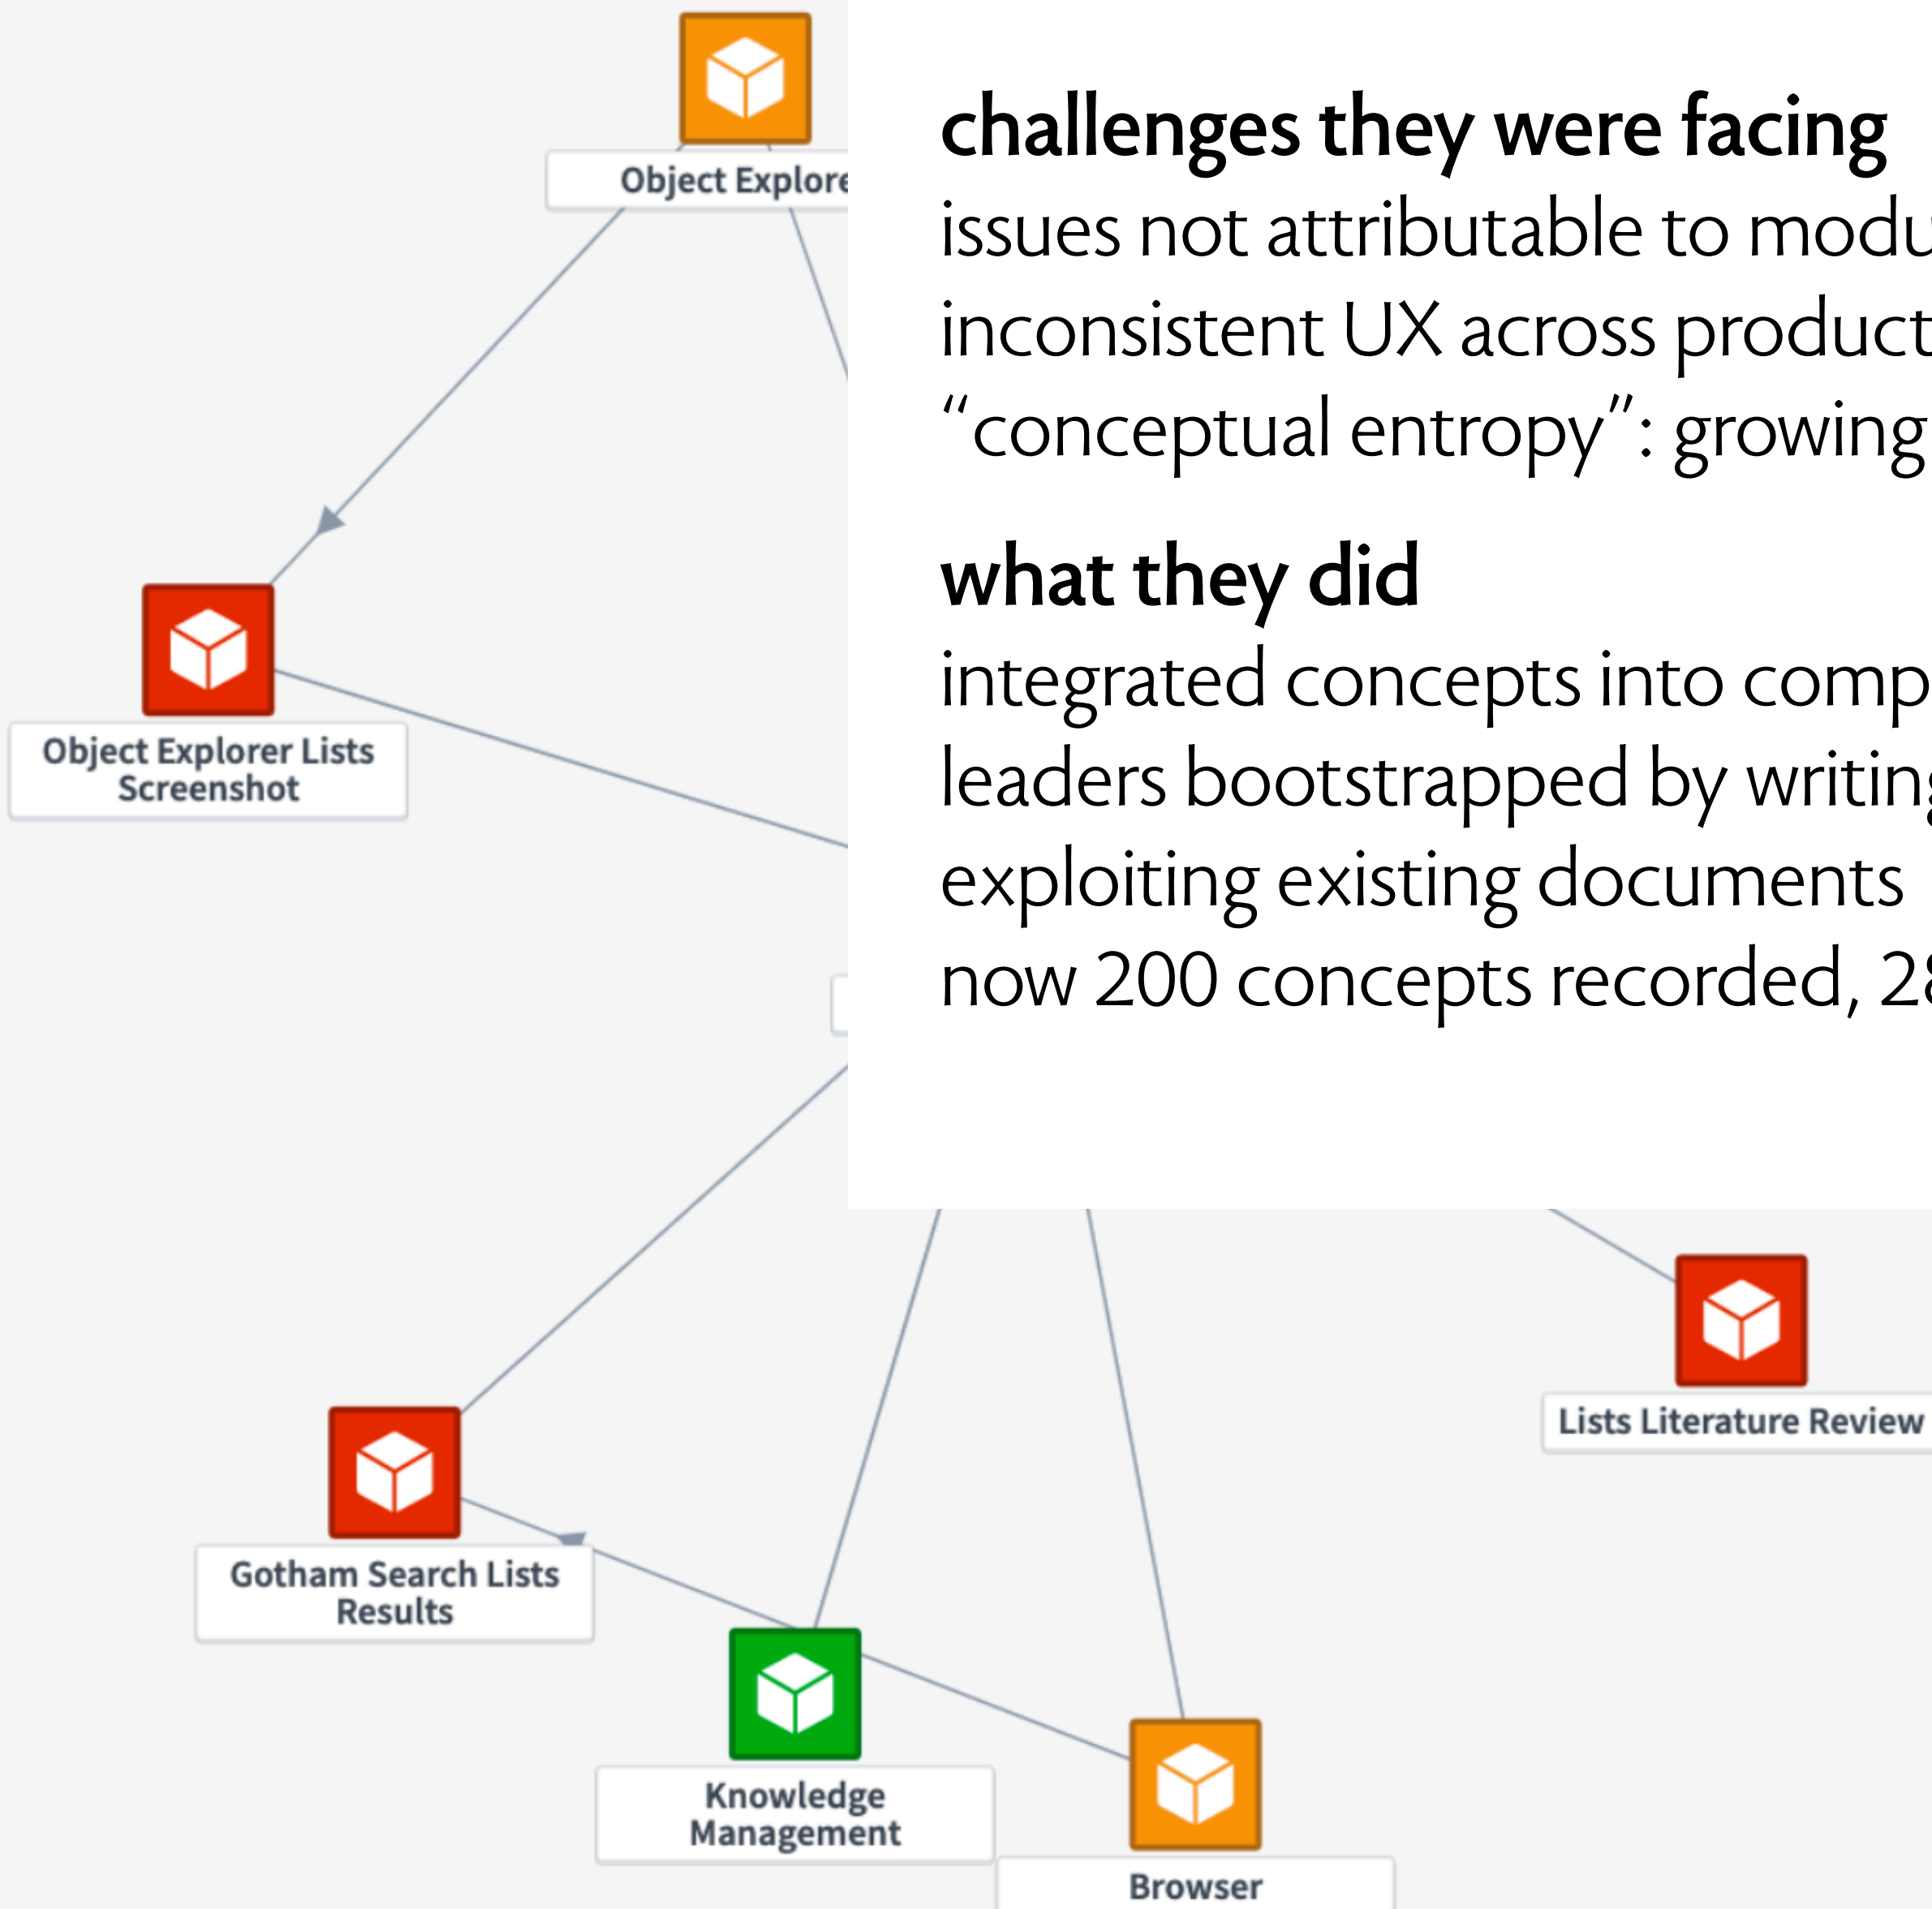 Object Explore
challenges they were facing
issues not attributable to modu
inconsistent UX across product
“conceptual entropy”: growing
what they did
integrated concepts into comp
leaders bootstrapped by writing
exploiting existing documents
now 200 concepts recorded, 28
Object Explorer Lists
Screenshot
Lists Literature Review
Gotham Search Lists
Results
Knowledge
Management
Browser